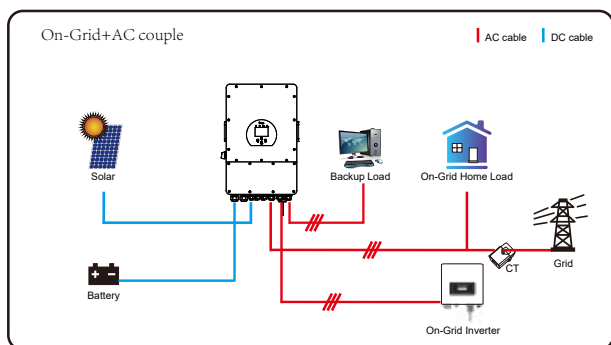 On-Grid+AC couple
AC cable
DC cable
Solar
Backup Load
On-Grid Home Load
CT
Grid
Battery
On-Grid Inverter